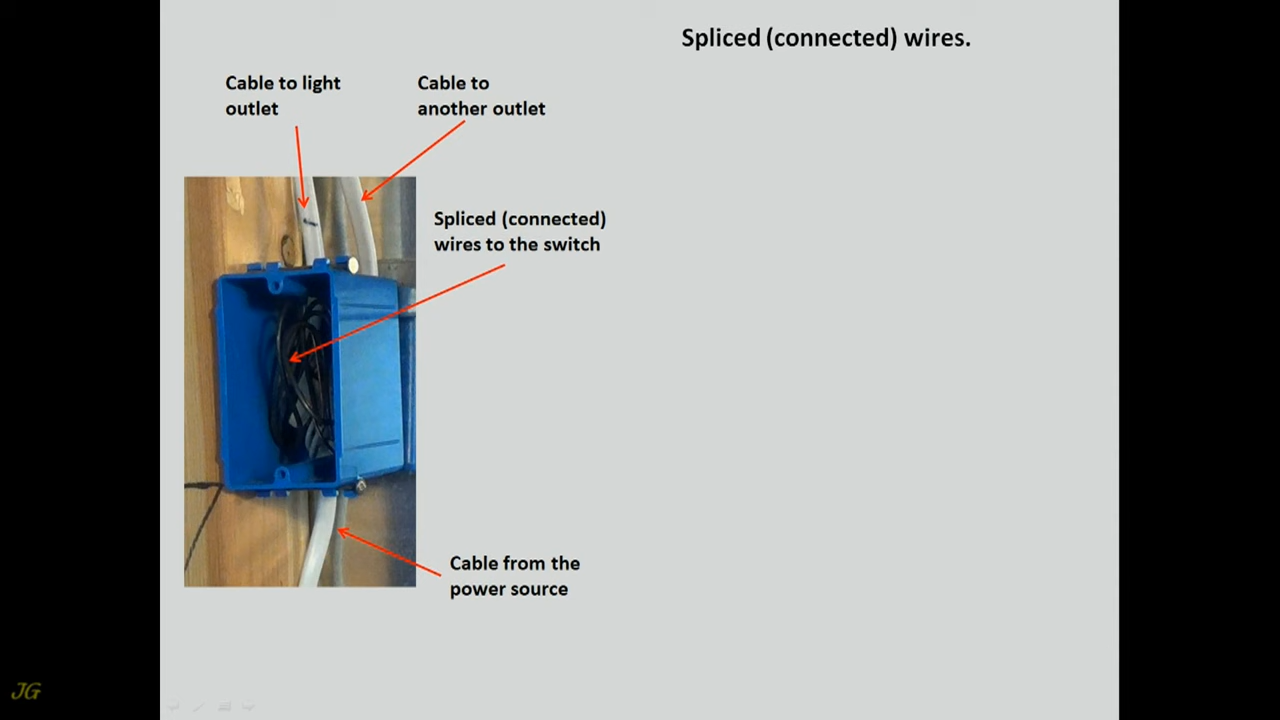 Spliced (connected) wires.
Cable to light
outlet
Cable to
another outlet
Spliced (connected)
wires to the switch
Cable from the
power source
JG